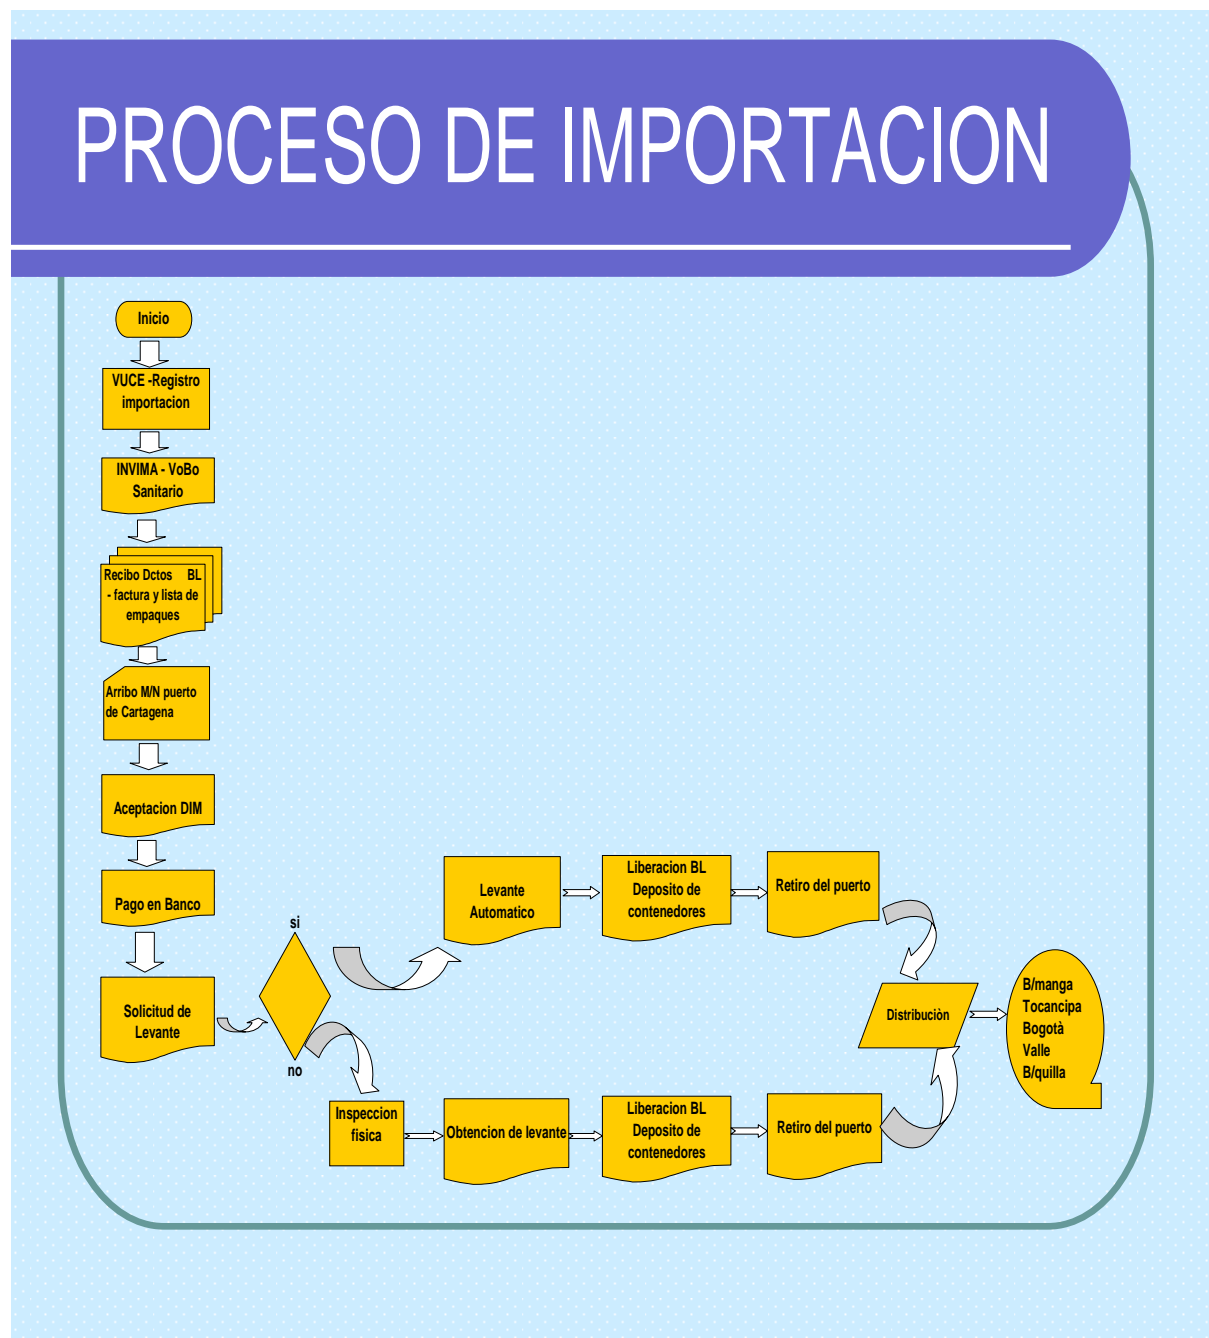 PROCESO DE IMPORTACION
Inicio
VUCE -Registro
importacion
INVIMA - VoBo
Sanitario
Recibo Dctos BL
- factura y lista de
empaques
Arribo M/N puerto
de Cartagena
Aceptacion DIM
Pago en Banco
Solicitud de
Levante
si
no
Levante
Automatico
Liberacion BL
Deposito de
contenedores
Retiro del puerto
Inspeccion
fisica
Obtencion de levante
Liberacion BL
Deposito de
contenedores
Retiro del puerto
Distribuciòn
B/manga
Tocancipa
Bogotà
Valle
B/quilla